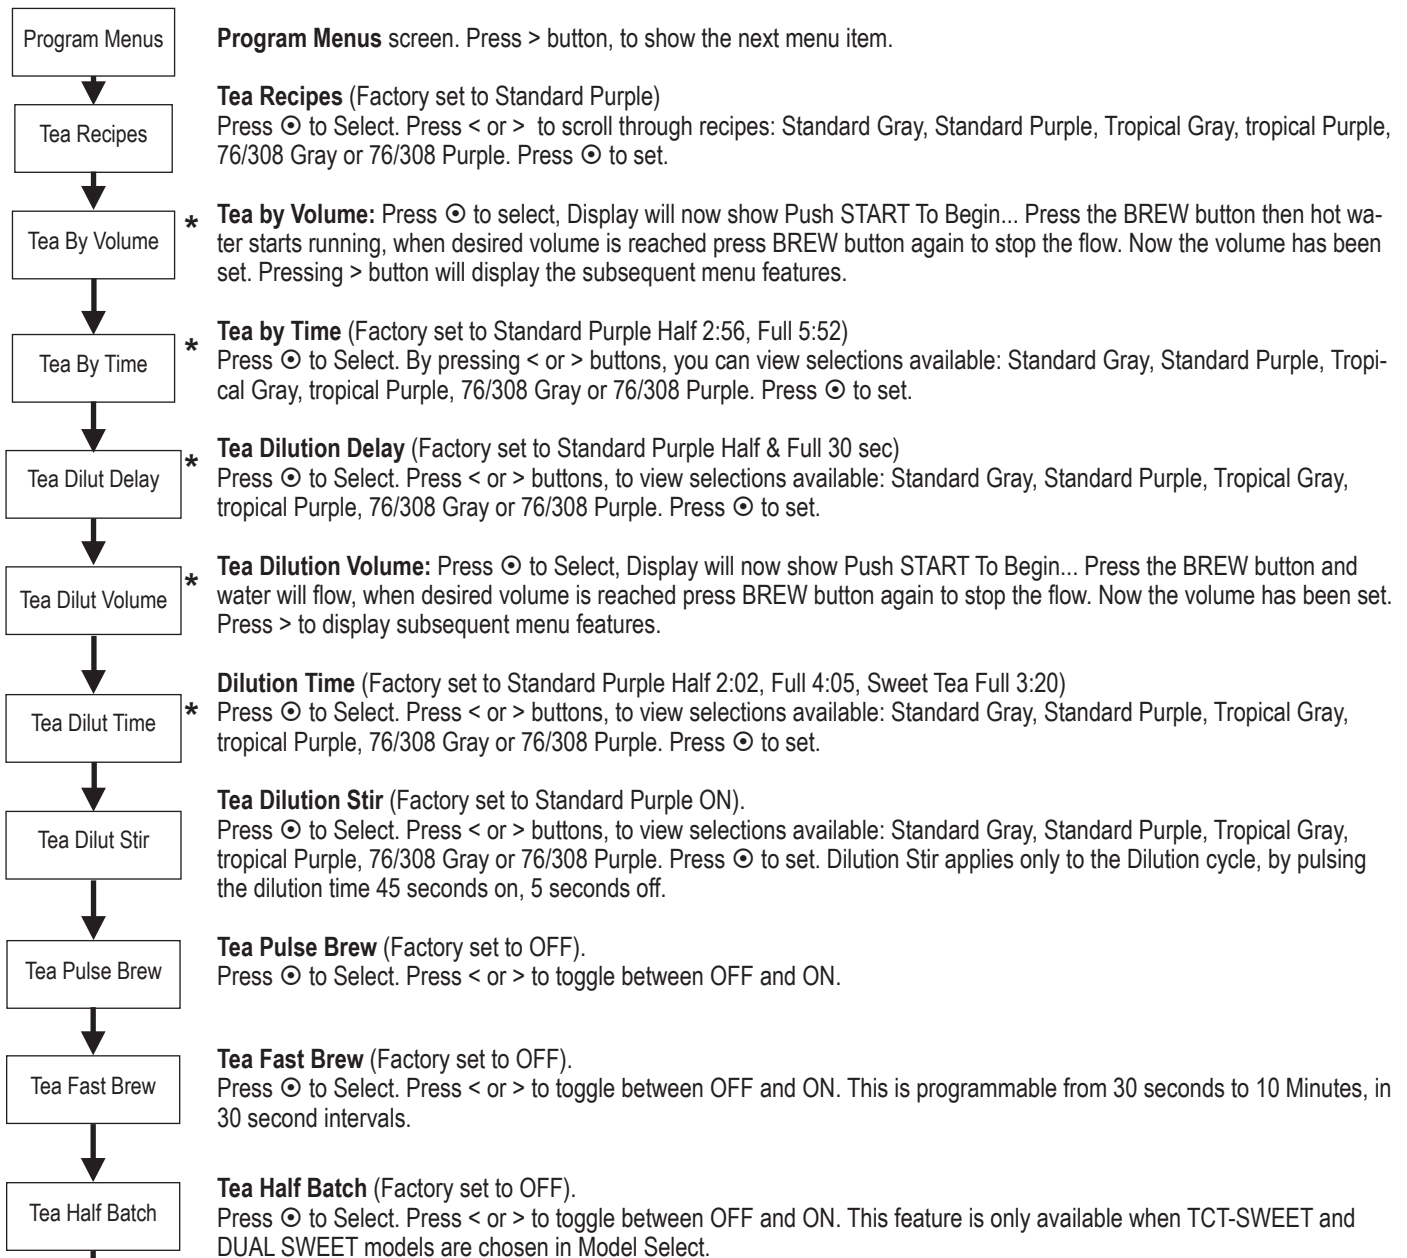 Program Menus
Program Menus screen. Press > button, to show the next menu item.
Tea Recipes
Tea Recipes (Factory set to Standard Purple)
Press ⊙ to Select. Press < or > to scroll through recipes: Standard Gray, Standard Purple, Tropical Gray, tropical Purple,
76/308 Gray or 76/308 Purple. Press ⊙ to set.
Tea By Volume
*
Tea by Volume: Press ⊙ to select, Display will now show Push START To Begin... Press the BREW button then hot wa-
ter starts running, when desired volume is reached press BREW button again to stop the flow. Now the volume has been
set. Pressing > button will display the subsequent menu features.
Tea By Time
*
Tea by Time (Factory set to Standard Purple Half 2:56, Full 5:52)
Press ⊙ to Select. By pressing < or > buttons, you can view selections available: Standard Gray, Standard Purple, Tropi-
cal Gray, tropical Purple, 76/308 Gray or 76/308 Purple. Press ⊙ to set.
Tea Dilut Delay
*
Tea Dilution Delay (Factory set to Standard Purple Half & Full 30 sec)
Press ⊙ to Select. Press < or > buttons, to view selections available: Standard Gray, Standard Purple, Tropical Gray,
tropical Purple, 76/308 Gray or 76/308 Purple. Press ⊙ to set.
Tea Dilut Volume
*
Tea Dilution Volume: Press ⊙ to Select, Display will now show Push START To Begin... Press the BREW button and
water will flow, when desired volume is reached press BREW button again to stop the flow. Now the volume has been set.
Press > to display subsequent menu features.
Tea Dilut Time
*
Dilution Time (Factory set to Standard Purple Half 2:02, Full 4:05, Sweet Tea Full 3:20)
Press ⊙ to Select. Press < or > buttons, to view selections available: Standard Gray, Standard Purple, Tropical Gray,
tropical Purple, 76/308 Gray or 76/308 Purple. Press ⊙ to set.
Tea Dilut Stir
Tea Dilution Stir (Factory set to Standard Purple ON).
Press ⊙ to Select. Press < or > buttons, to view selections available: Standard Gray, Standard Purple, Tropical Gray,
tropical Purple, 76/308 Gray or 76/308 Purple. Press ⊙ to set. Dilution Stir applies only to the Dilution cycle, by pulsing
the dilution time 45 seconds on, 5 seconds off.
Tea Pulse Brew
Tea Pulse Brew (Factory set to OFF).
Press ⊙ to Select. Press < or > to toggle between OFF and ON.
Tea Fast Brew
Tea Fast Brew (Factory set to OFF).
Press ⊙ to Select. Press < or > to toggle between OFF and ON. This is programmable from 30 seconds to 10 Minutes, in
30 second intervals.
Tea Half Batch
Tea Half Batch (Factory set to OFF).
Press ⊙ to Select. Press < or > to toggle between OFF and ON. This feature is only available when TCT-SWEET and
DUAL SWEET models are chosen in Model Select.